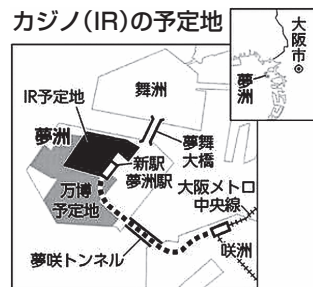 カジノ(IR)の予定地
大阪市
夢洲
舞洲
IR予定地
夢洲
夢舞
大橋
新駅
夢洲駅
万博
予定地
大阪メトロ
中央線
咲洲
夢咲トンネル